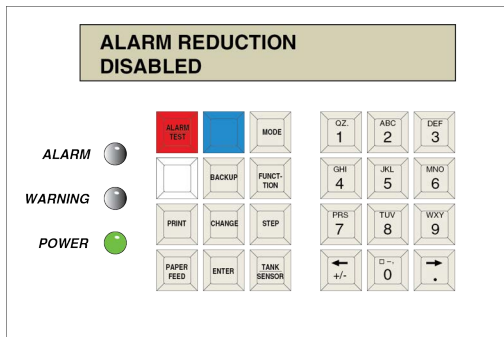 ALARM REDUCTION
DISABLED
ALARM
TEST
MODE
QZ.
1
ABC
2
DEF
3
ALARM
BACKUP
FUNCT-
TION
GHI
4
JKL
5
MNO
6
WARNING
PRINT
CHANGE
STEP
PRS
7
TUV
8
WXY
9
POWER
PAPER
FEED
ENTER
TANK
SENSOR
←
+/-
□ –,
0
→
.